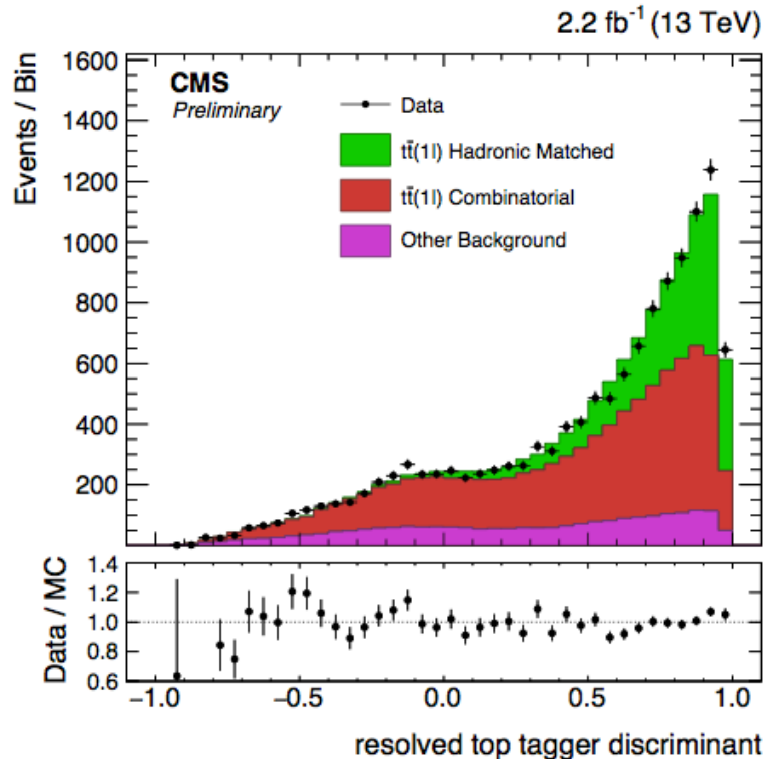 2.2 fb⁻¹ (13 TeV)
Events / Bin
1600
1400
1200
1000
800
600
400
200
CMS
Preliminary
Data
tt̄(1l) Hadronic Matched
tt̄(1l) Combinatorial
Other Background
Data / MC
1.4
1.2
1.0
0.8
0.6
−1.0 −0.5 0.0 0.5 1.0
resolved top tagger discriminant